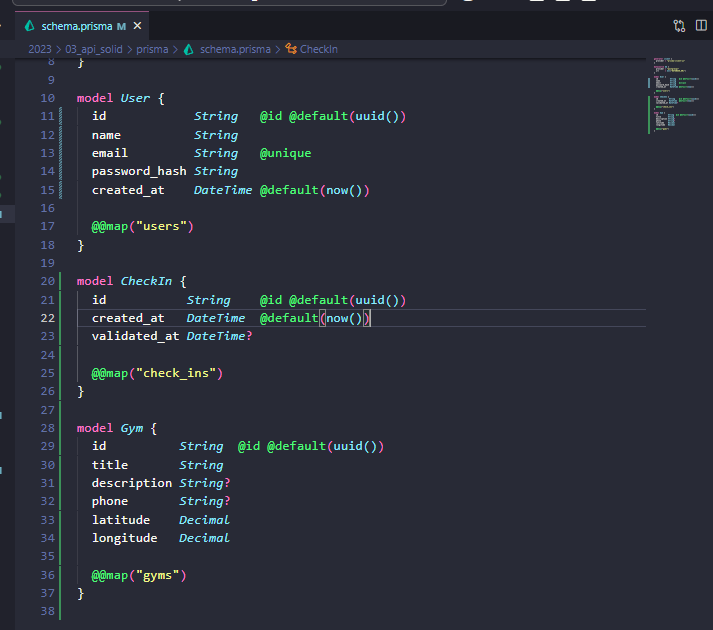 schema.prisma M ×
2023 > 03_api_solid > prisma > schema.prisma > CheckIn
8 }
9
10 model User {
11 id String @id @default(uuid())
12 name String
13 email String @unique
14 password_hash String
15 created_at DateTime @default(now())
16
17 @@map("users")
18 }
19
20 model CheckIn {
21 id String @id @default(uuid())
22 created_at DateTime @default(now())
23 validated_at DateTime?
24
25 @@map("check_ins")
26 }
27
28 model Gym {
29 id String @id @default(uuid())
30 title String
31 description String?
32 phone String?
33 latitude Decimal
34 longitude Decimal
35
36 @@map("gyms")
37 }
38